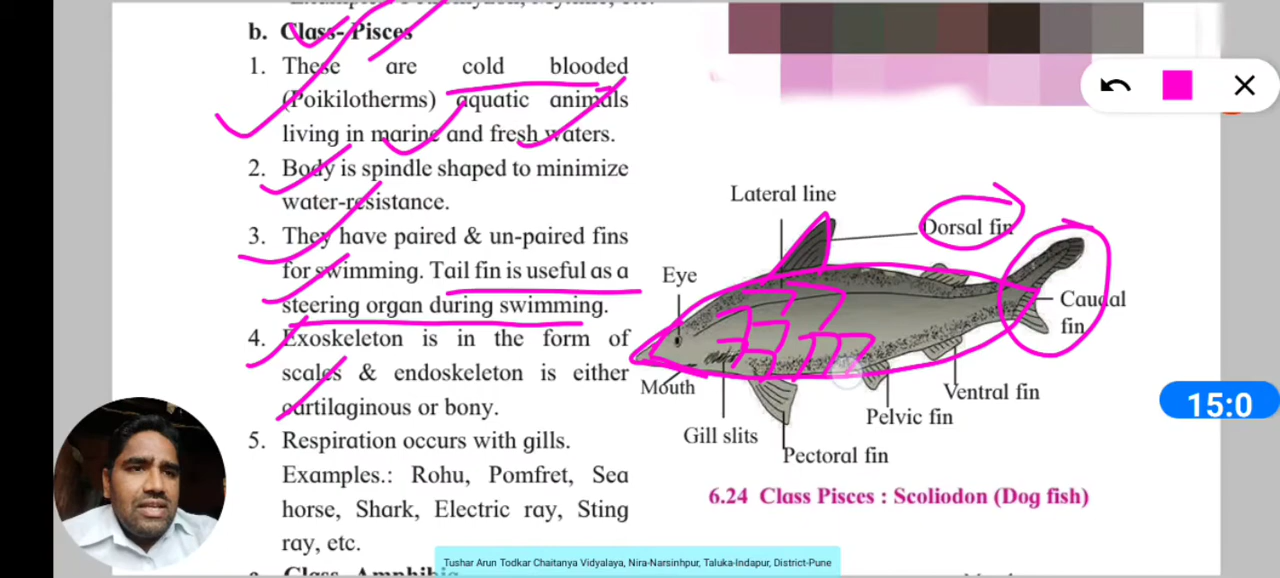 b. Class- Pisces
1. These are cold blooded
(Poikilotherms) aquatic animals
living in marine and fresh waters.
2. Body is spindle shaped to minimize
water-resistance.
3. They have paired & un-paired fins
for swimming. Tail fin is useful as a
steering organ during swimming.
4. Exoskeleton is in the form of
scales & endoskeleton is either
cartilaginous or bony.
5. Respiration occurs with gills.
Examples.: Rohu, Pomfret, Sea
horse, Shark, Electric ray, Sting
ray, etc.
Lateral line
Dorsal fin
Eye
Caudal
fin
Mouth
Ventral fin
Pelvic fin
Gill slits
Pectoral fin
6.24 Class Pisces : Scoliodon (Dog fish)
15:0
Tushar Arun Todkar Chaitanya Vidyalaya, Nira-Narsinhpur, Taluka-Indapur, District-Pune